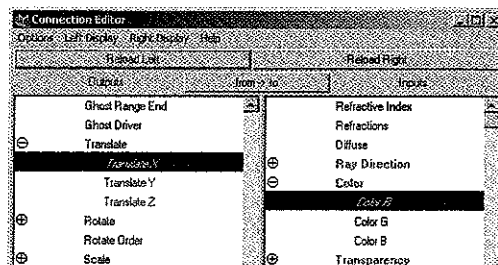 Connection Editor
Options Left Display Right Display Help
Reload Left Reload Right
Outputs from -> to Inputs
Ghost Range End
Ghost Driver
Translate
Translate X
Translate Y
Translate Z
Rotate
Rotate Order
Scale
Refractive Index
Refractions
Diffuse
Ray Direction
Color
Color R
Color G
Color B
Transparency